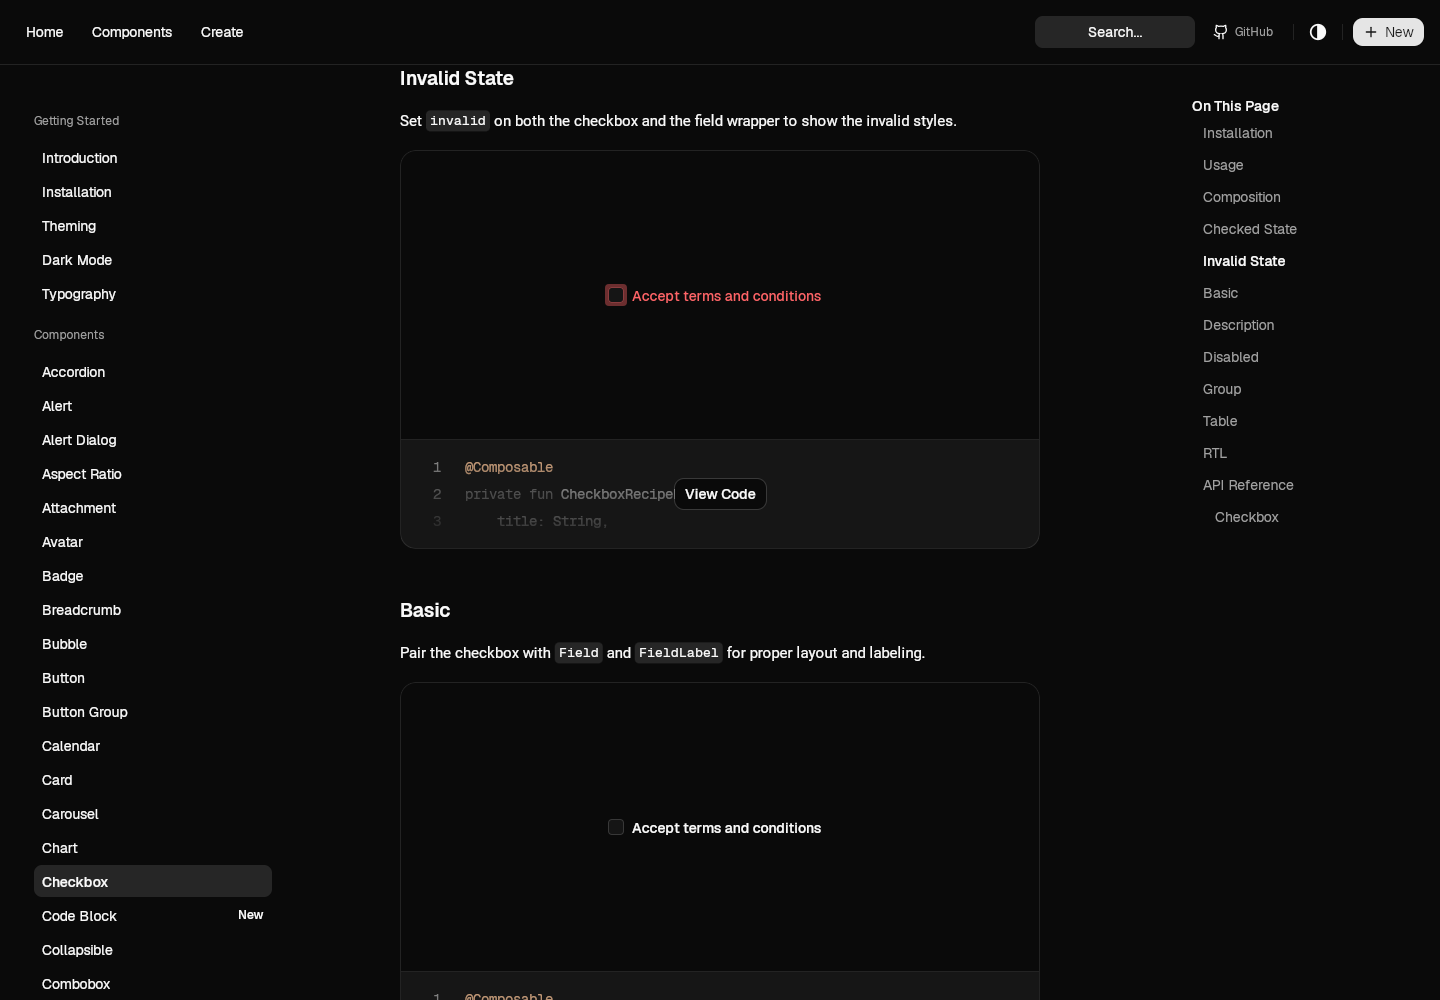 Home
Components
Create
Search...
GitHub
New
Getting Started
Introduction
Installation
Theming
Dark Mode
Typography
Components
Accordion
Alert
Alert Dialog
Aspect Ratio
Attachment
Avatar
Badge
Breadcrumb
Bubble
Button
Button Group
Calendar
Card
Carousel
Chart
Checkbox
Code Block New
Collapsible
Combobox
Invalid State
Set invalid on both the checkbox and the field wrapper to show the invalid styles.
Accept terms and conditions
1 @Composable
2 private fun CheckboxRecipe
View Code
3 title: String,
Basic
Pair the checkbox with Field and FieldLabel for proper layout and labeling.
Accept terms and conditions
1 @Composable
On This Page
Installation
Usage
Composition
Checked State
Invalid State
Basic
Description
Disabled
Group
Table
RTL
API Reference
Checkbox